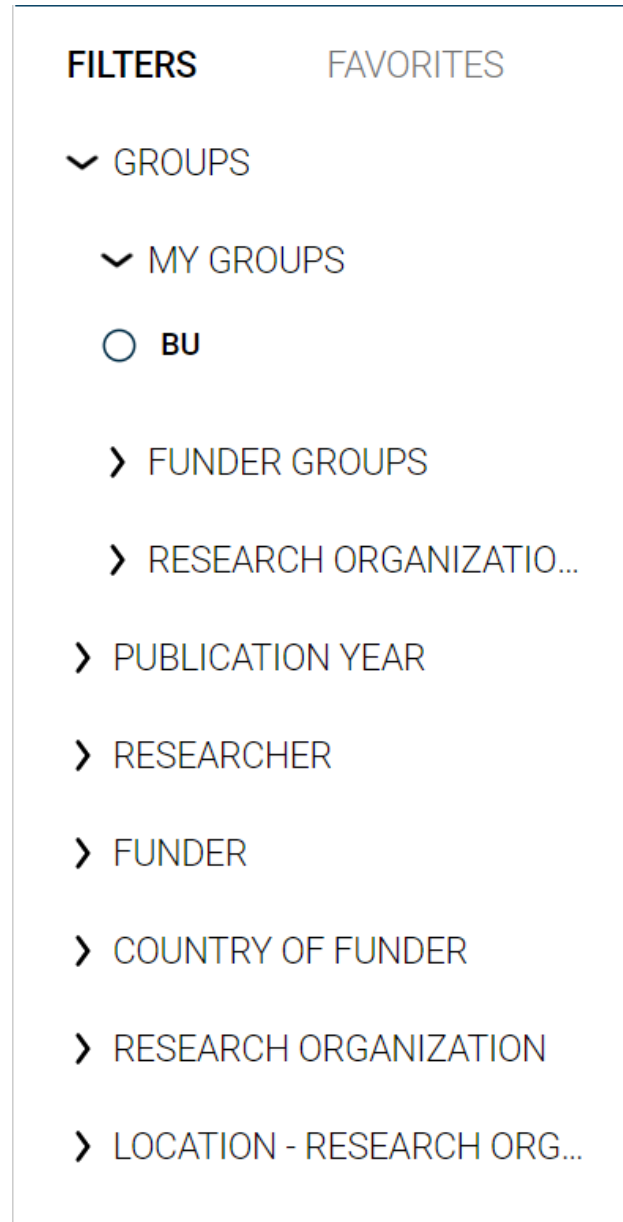 FILTERS FAVORITES
GROUPS
MY GROUPS
BU
FUNDER GROUPS
RESEARCH ORGANIZATIO...
PUBLICATION YEAR
RESEARCHER
FUNDER
COUNTRY OF FUNDER
RESEARCH ORGANIZATION
LOCATION - RESEARCH ORG...